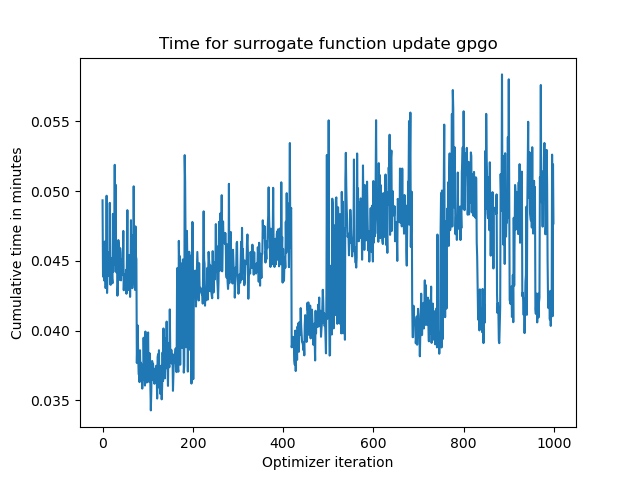 Time for surrogate function update gpgo
Cumulative time in minutes
0.055
0.050
0.045
0.040
0.035
0 200 400 600 800 1000
Optimizer iteration